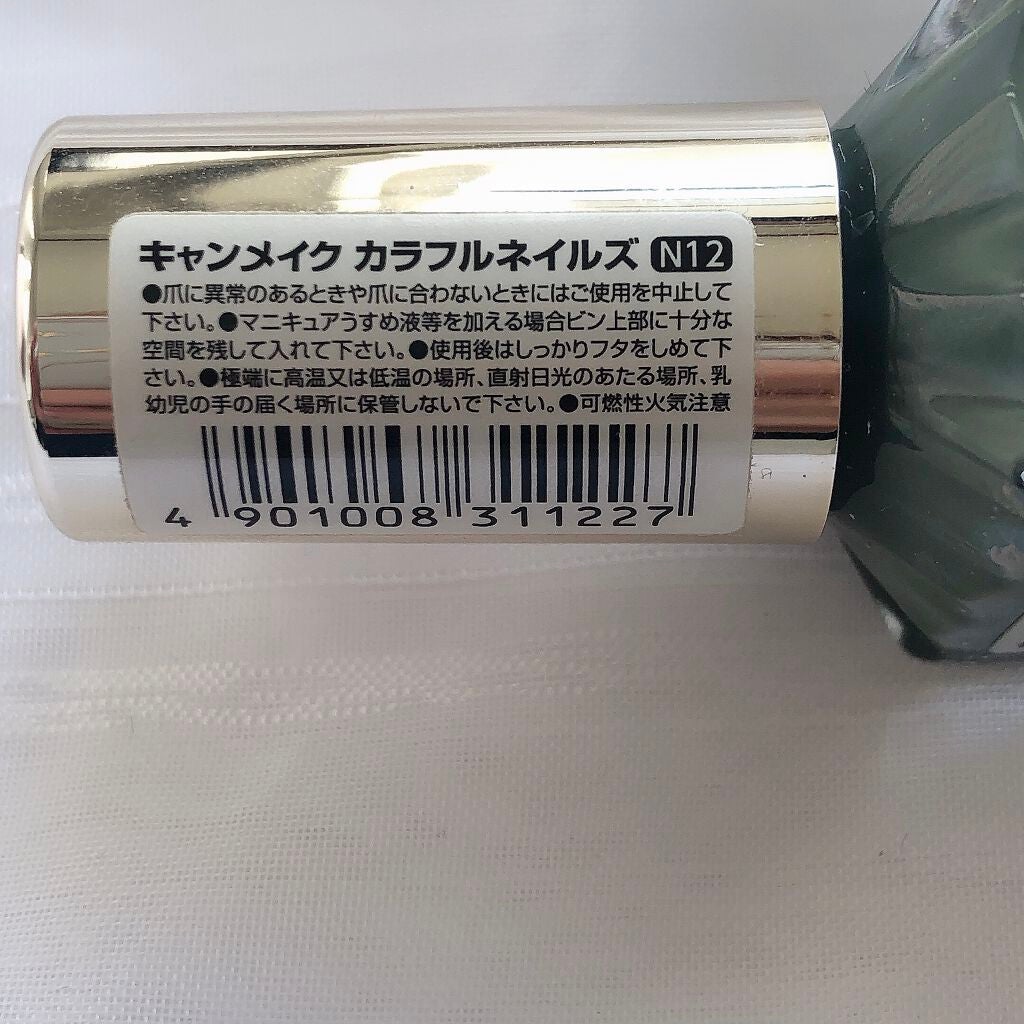 キャンメイク カラフルネイルズ N12
●爪に異常のあるときや爪に合わないときにはご使用を中止して
下さい。●マニキュアうすめ液等を加える場合ビン上部に十分な
空間を残して入れて下さい。●使用後はしっかりフタをしめて下
さい。●極端に高温又は低温の場所、直射日光のあたる場所、乳
幼児の手の届く場所に保管しないで下さい。●可燃性火気注意
4 901008 311227